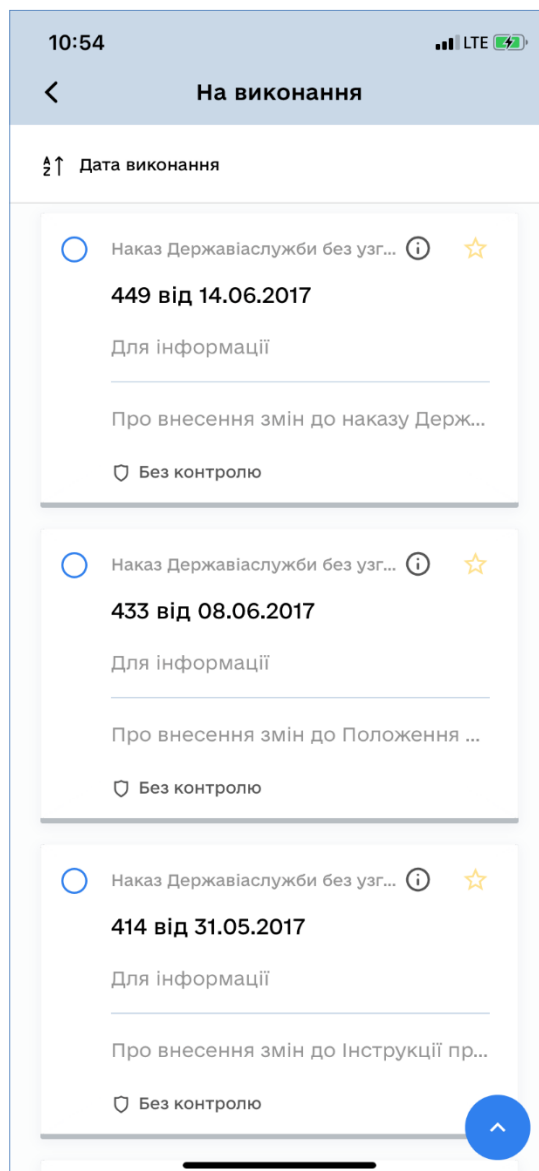 10:54
LTE
На виконання
Дата виконання
Наказ Державіаслужби без узг...
449 від 14.06.2017
Для інформації
Про внесення змін до наказу Держ...
Без контролю
Наказ Державіаслужби без узг...
433 від 08.06.2017
Для інформації
Про внесення змін до Положення ...
Без контролю
Наказ Державіаслужби без узг...
414 від 31.05.2017
Для інформації
Про внесення змін до Інструкції пр...
Без контролю